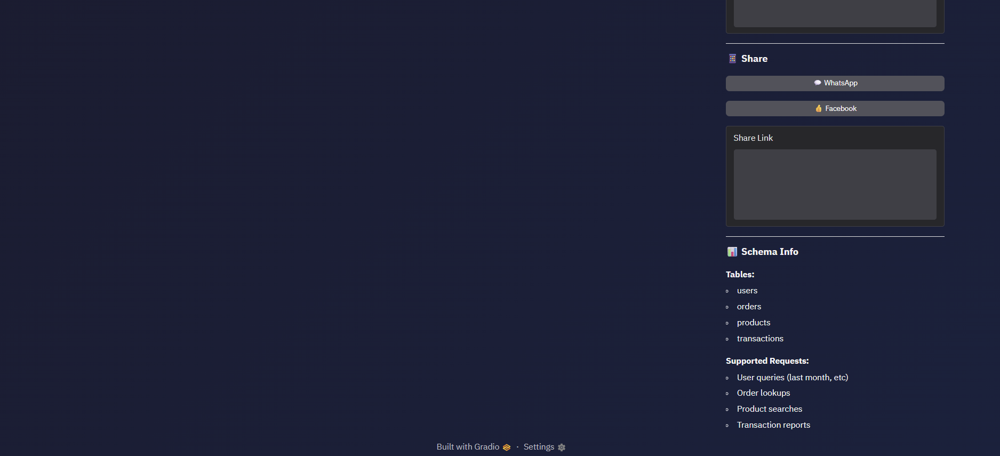 Share
WhatsApp
Facebook
Share Link
Schema Info
Tables:
users
orders
products
transactions
Supported Requests:
User queries (last month, etc)
Order lookups
Product searches
Transaction reports
Built with Gradio · Settings